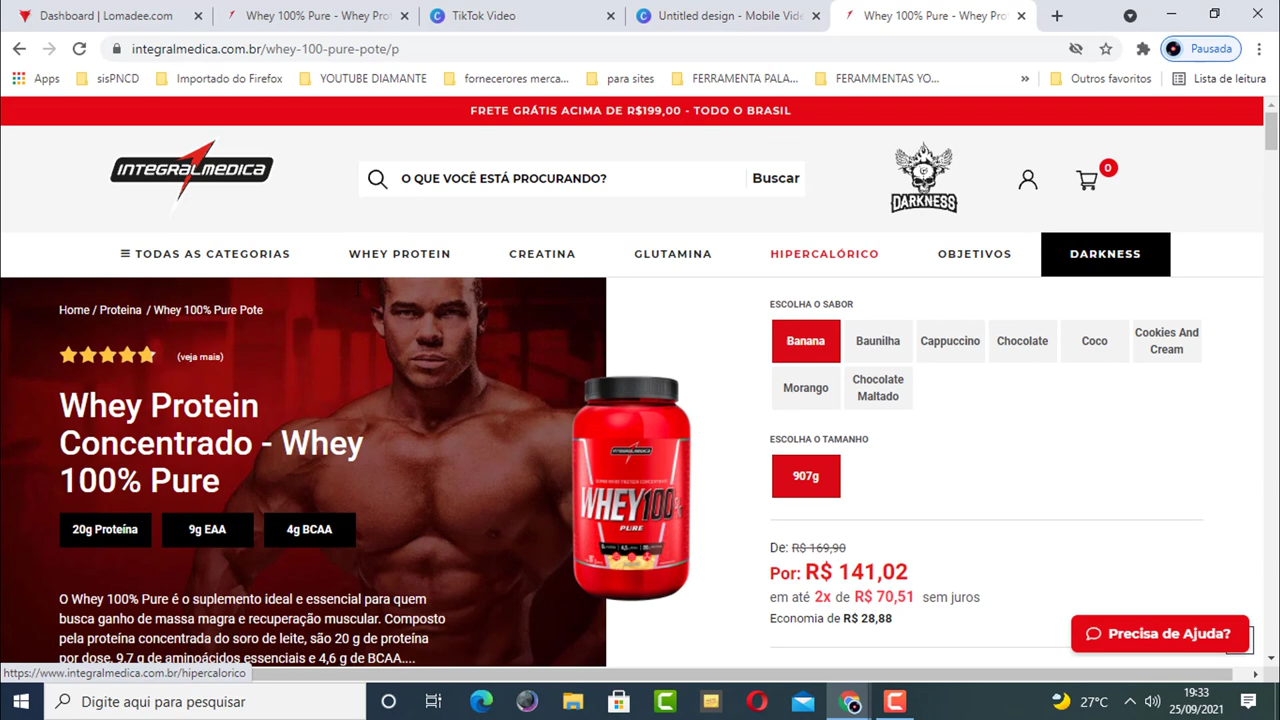 Dashboard | Lomadee.com
Whey 100% Pure - Whey Pro
TikTok Video
Untitled design - Mobile Vide
Whey 100% Pure - Whey Pro
integralmedica.com.br/whey-100-pure-pote/p
Pausada
Apps
sisPNCD
Importado do Firefox
YOUTUBE DIAMANTE
fornecerores merca...
para sites
FERRAMENTA PALA...
FERAMMENTAS YO...
»
Outros favoritos
Lista de leitura
FRETE GRÁTIS ACIMA DE R$199,00 - TODO O BRASIL
INTEGRALMEDICA
O QUE VOCÊ ESTÁ PROCURANDO?
Buscar
DARKNESS
0
TODAS AS CATEGORIAS
WHEY PROTEIN
CREATINA
GLUTAMINA
HIPERCALÓRICO
OBJETIVOS
DARKNESS
Home / Proteina / Whey 100% Pure Pote
(veja mais)
Whey Protein
Concentrado - Whey
100% Pure
20g Proteína
9g EAA
4g BCAA
O Whey 100% Pure é o suplemento ideal e essencial para quem
busca ganho de massa magra e recuperação muscular. Composto
pela proteína concentrada do soro de leite, são 20 g de proteína
por dose, 9,7 g de aminoácidos essenciais e 4,6 g de BCAA....
INTEGRALMEDICA
WHEY100%
PURE
ESCOLHA O SABOR
Banana
Baunilha
Cappuccino
Chocolate
Coco
Cookies And
Cream
Morango
Chocolate
Maltado
ESCOLHA O TAMANHO
907g
De: R$ 169,90
Por: R$ 141,02
em até 2x de R$ 70,51 sem juros
Economia de R$ 28,88
Precisa de Ajuda?
https://www.integralmedica.com.br/hipercalorico
Digite aqui para pesquisar
27°C
19:33
25/09/2021